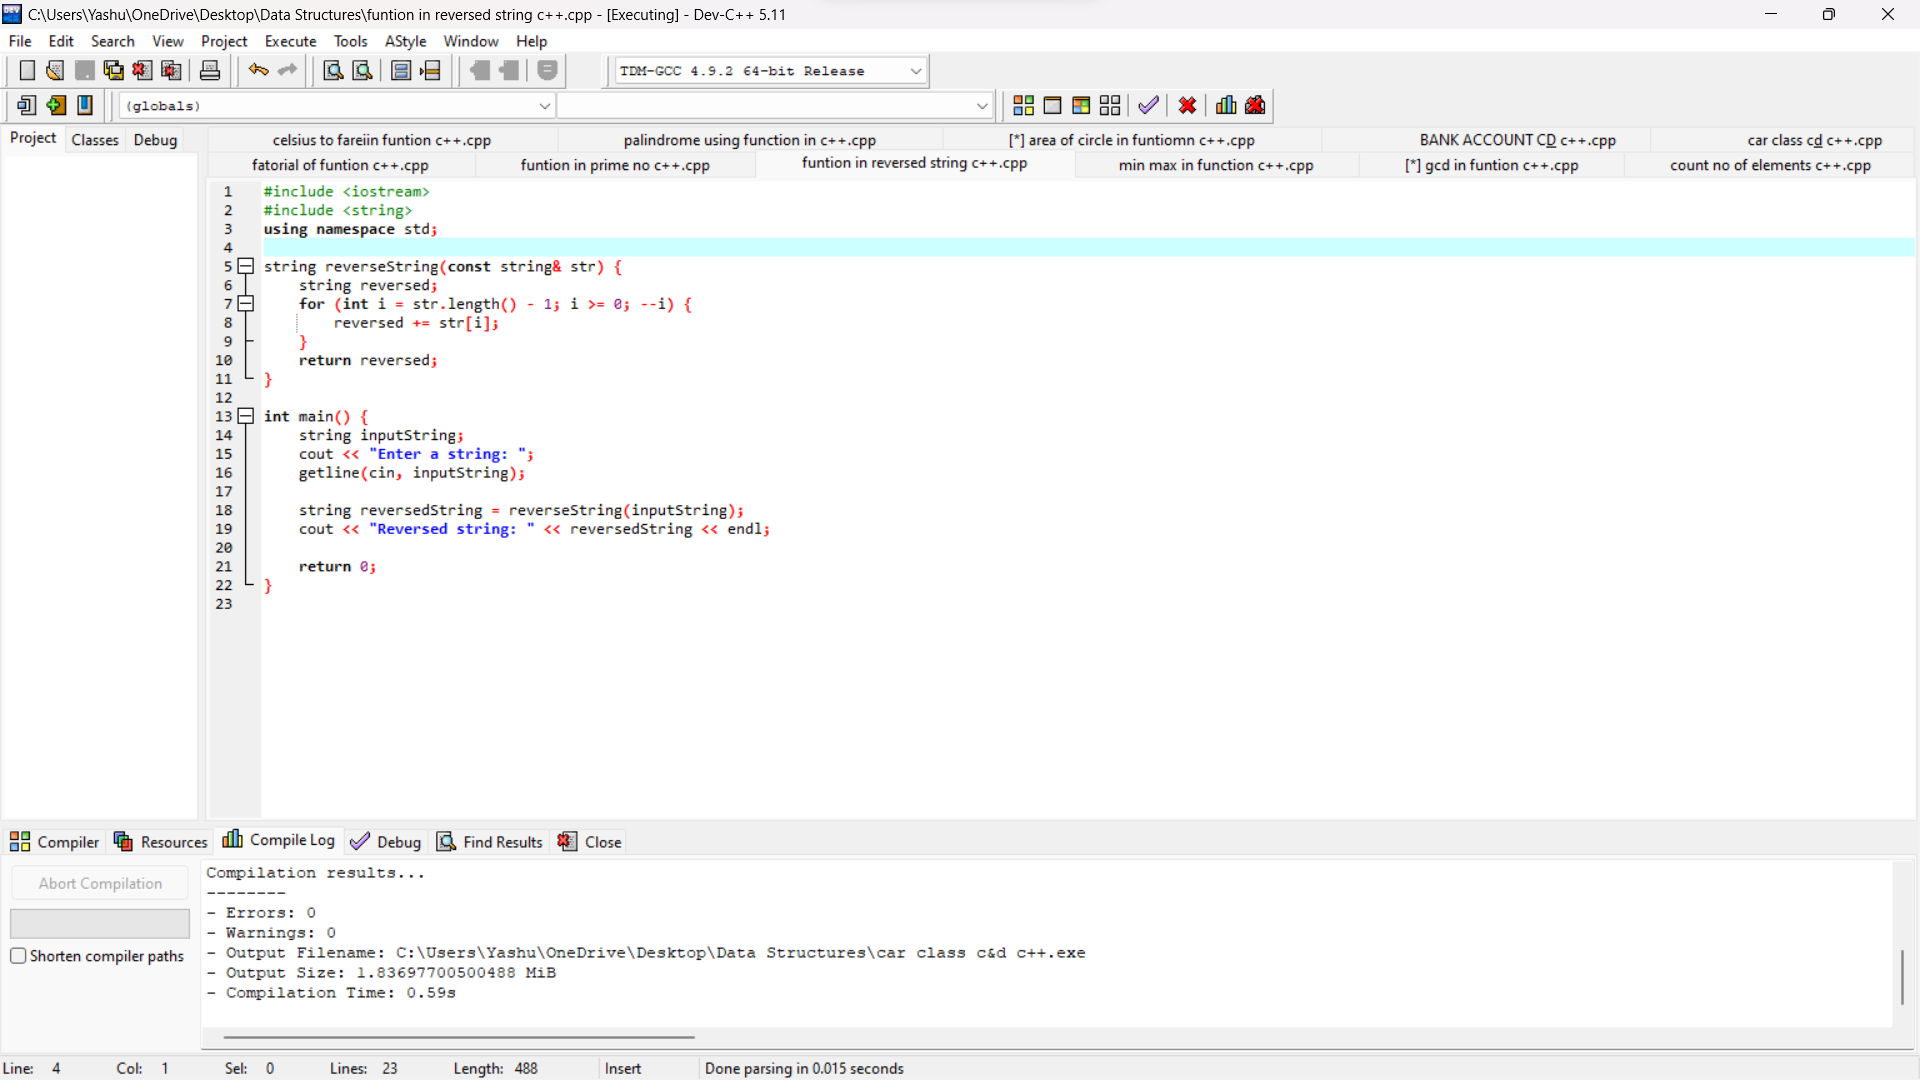 C:\Users\Yashu\OneDrive\Desktop\Data Structures\funtion in reversed string c++.cpp - [Executing] - Dev-C++ 5.11
File Edit Search View Project Execute Tools AStyle Window Help
TDM-GCC 4.9.2 64-bit Release
(globals)
Project Classes Debug
celsius to fareiin funtion c++.cpp palindrome using function in c++.cpp [*] area of circle in funtiomn c++.cpp BANK ACCOUNT CD c++.cpp car class cd c++.cpp
fatorial of funtion c++.cpp funtion in prime no c++.cpp funtion in reversed string c++.cpp min max in function c++.cpp [*] gcd in funtion c++.cpp count no of elements c++.cpp
1 #include <iostream>
2 #include <string>
3 using namespace std;
4
5 string reverseString(const string& str) {
6 string reversed;
7 for (int i = str.length() - 1; i >= 0; --i) {
8 reversed += str[i];
9 }
10 return reversed;
11 }
12
13 int main() {
14 string inputString;
15 cout << "Enter a string: ";
16 getline(cin, inputString);
17
18 string reversedString = reverseString(inputString);
19 cout << "Reversed string: " << reversedString << endl;
20
21 return 0;
22 }
23
Compiler Resources Compile Log Debug Find Results Close
Abort Compilation
Shorten compiler paths
Compilation results...
--------
- Errors: 0
- Warnings: 0
- Output Filename: C:\Users\Yashu\OneDrive\Desktop\Data Structures\car class c&d c++.exe
- Output Size: 1.83697700500488 MiB
- Compilation Time: 0.59s
Line: 4 Col: 1 Sel: 0 Lines: 23 Length: 488 Insert Done parsing in 0.015 seconds